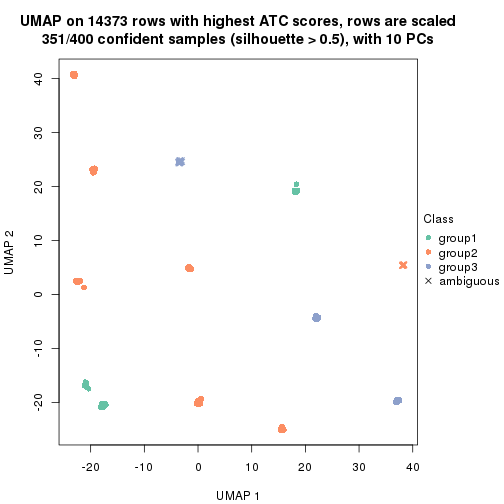 UMAP on 14373 rows with highest ATC scores, rows are scaled
351/400 confident samples (silhouette > 0.5), with 10 PCs
40
30
20
10
0
-10
-20
UMAP 2
-20
-10
0
10
20
30
40
UMAP 1
Class
group1
group2
group3
ambiguous